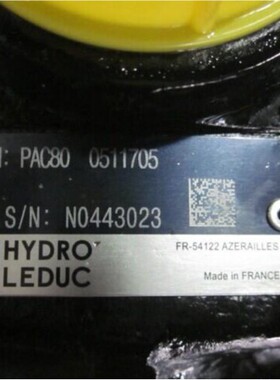 : PAC80 0511705
S/N: N0443023
HYDRO
LEDUC
FR-54122 AZERAILLES
Made in FRANCE